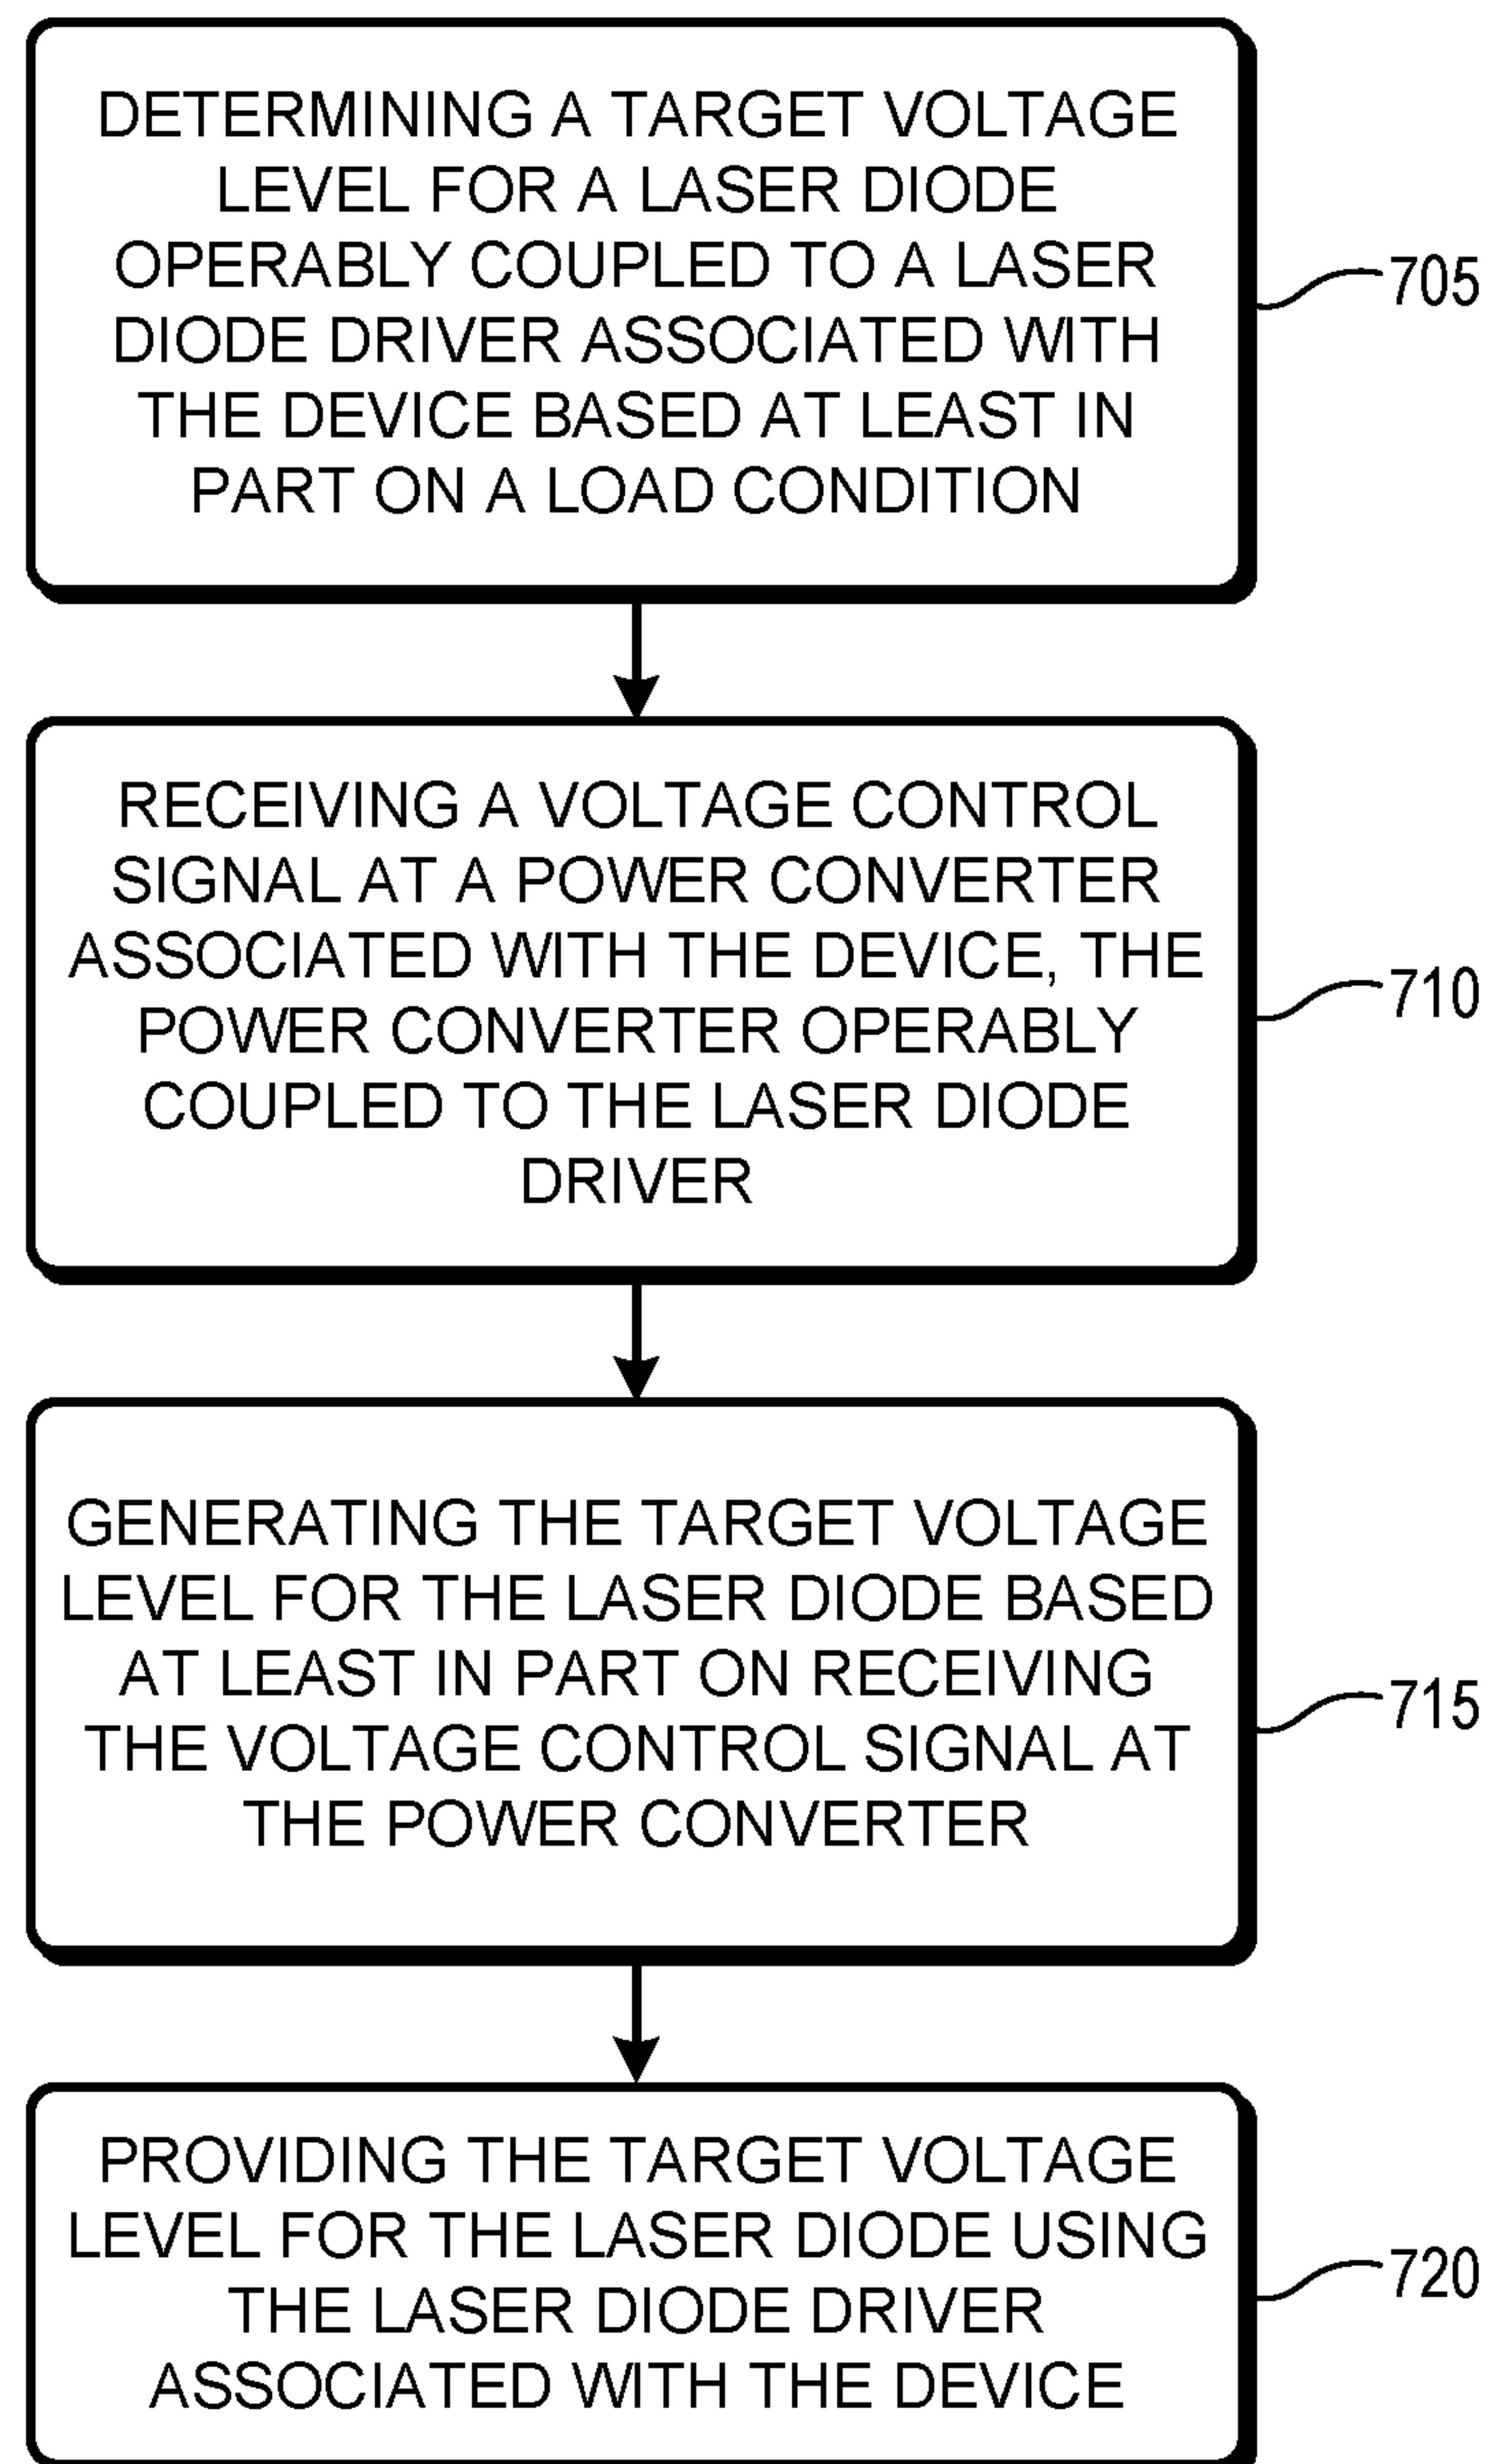 DETERMINING A TARGET VOLTAGE
LEVEL FOR A LASER DIODE
OPERABLY COUPLED TO A LASER
DIODE DRIVER ASSOCIATED WITH
THE DEVICE BASED AT LEAST IN
PART ON A LOAD CONDITION
705
RECEIVING A VOLTAGE CONTROL
SIGNAL AT A POWER CONVERTER
ASSOCIATED WITH THE DEVICE, THE
POWER CONVERTER OPERABLY
COUPLED TO THE LASER DIODE
DRIVER
710
GENERATING THE TARGET VOLTAGE
LEVEL FOR THE LASER DIODE BASED
AT LEAST IN PART ON RECEIVING
THE VOLTAGE CONTROL SIGNAL AT
THE POWER CONVERTER
715
PROVIDING THE TARGET VOLTAGE
LEVEL FOR THE LASER DIODE USING
THE LASER DIODE DRIVER
ASSOCIATED WITH THE DEVICE
720